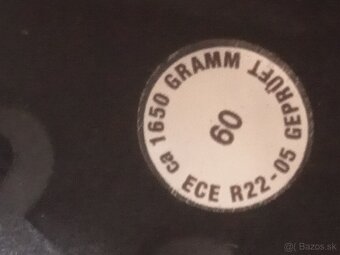 ca 1650 GRAMM
60
ECE R22-05 GEPRÜFT
© Bazos.sk